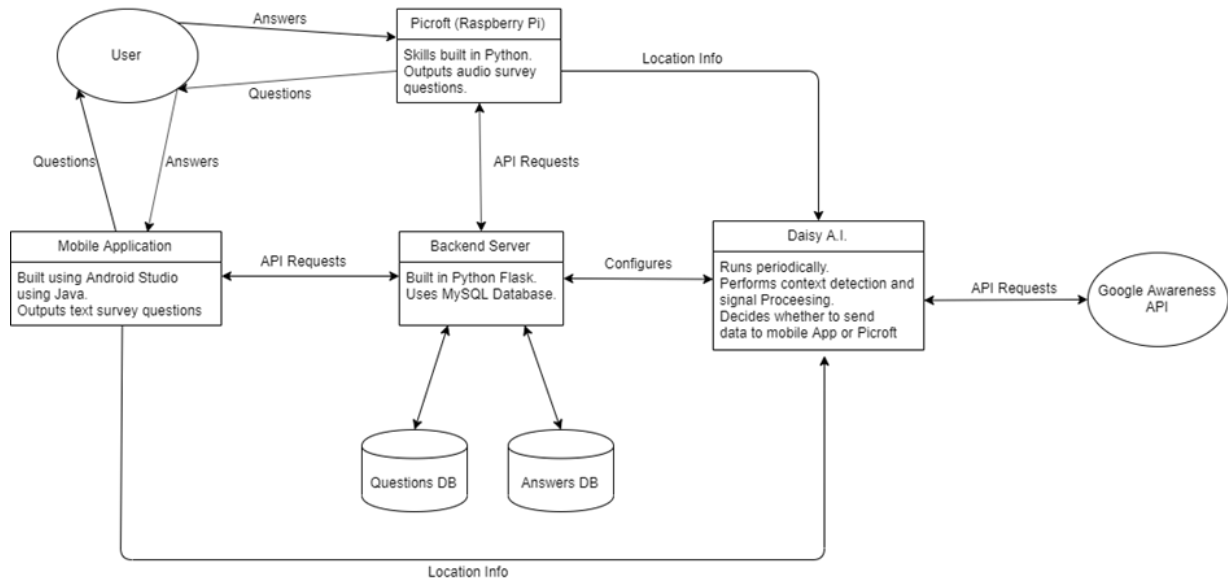 Answers
Picroft (Raspberry Pi)
User
Skills built in Python.
Outputs audio survey
questions.
Location Info
Questions
Questions
Answers
API Requests
Mobile Application
Built using Android Studio
using Java.
Outputs text survey questions
API Requests
Backend Server
Built in Python Flask.
Uses MySQL Database.
Configures
Daisy A.I.
Runs periodically.
Performs context detection and
signal Proceesing.
Decides whether to send
data to mobile App or Picroft
API Requests
Google Awareness
API
Questions DB
Answers DB
Location Info